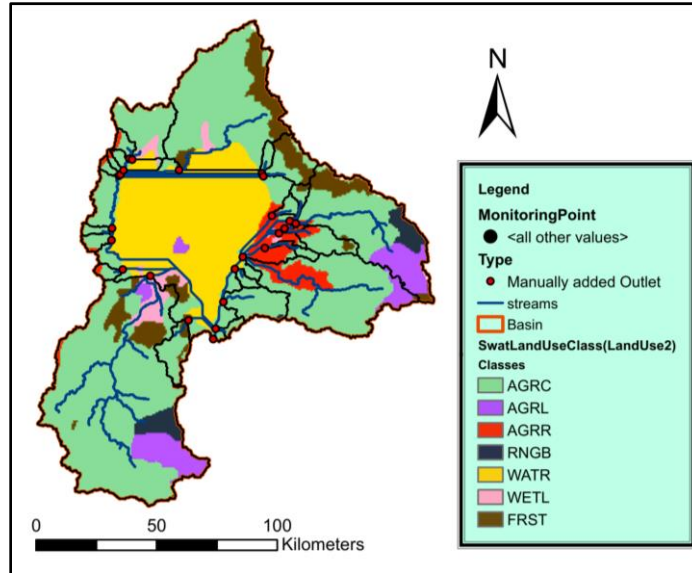 N
Legend
MonitoringPoint
<all other values>
Type
Manually added Outlet
streams
Basin
SwatLandUseClass(LandUse2)
Classes
AGRC
AGRL
AGRR
RNGB
WATR
WETL
FRST
0 50 100
Kilometers